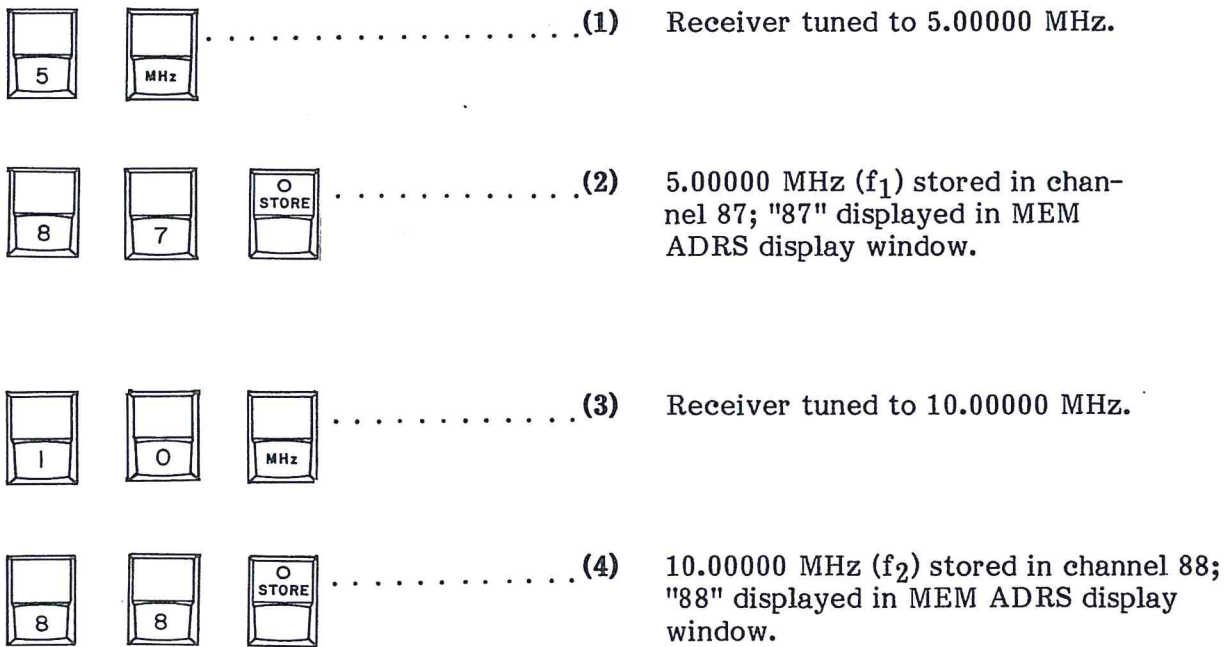 5 MHz . . . . . . . . . . . . . . . . . . . (1) Receiver tuned to 5.00000 MHz.
8 7 STORE . . . . . . . . . . . . . (2) 5.00000 MHz (f1) stored in chan-
nel 87; "87" displayed in MEM
ADRS display window.
1 0 MHz . . . . . . . . . . . . . (3) Receiver tuned to 10.00000 MHz.
8 8 STORE . . . . . . . . . . . . . (4) 10.00000 MHz (f2) stored in channel 88;
"88" displayed in MEM ADRS display
window.